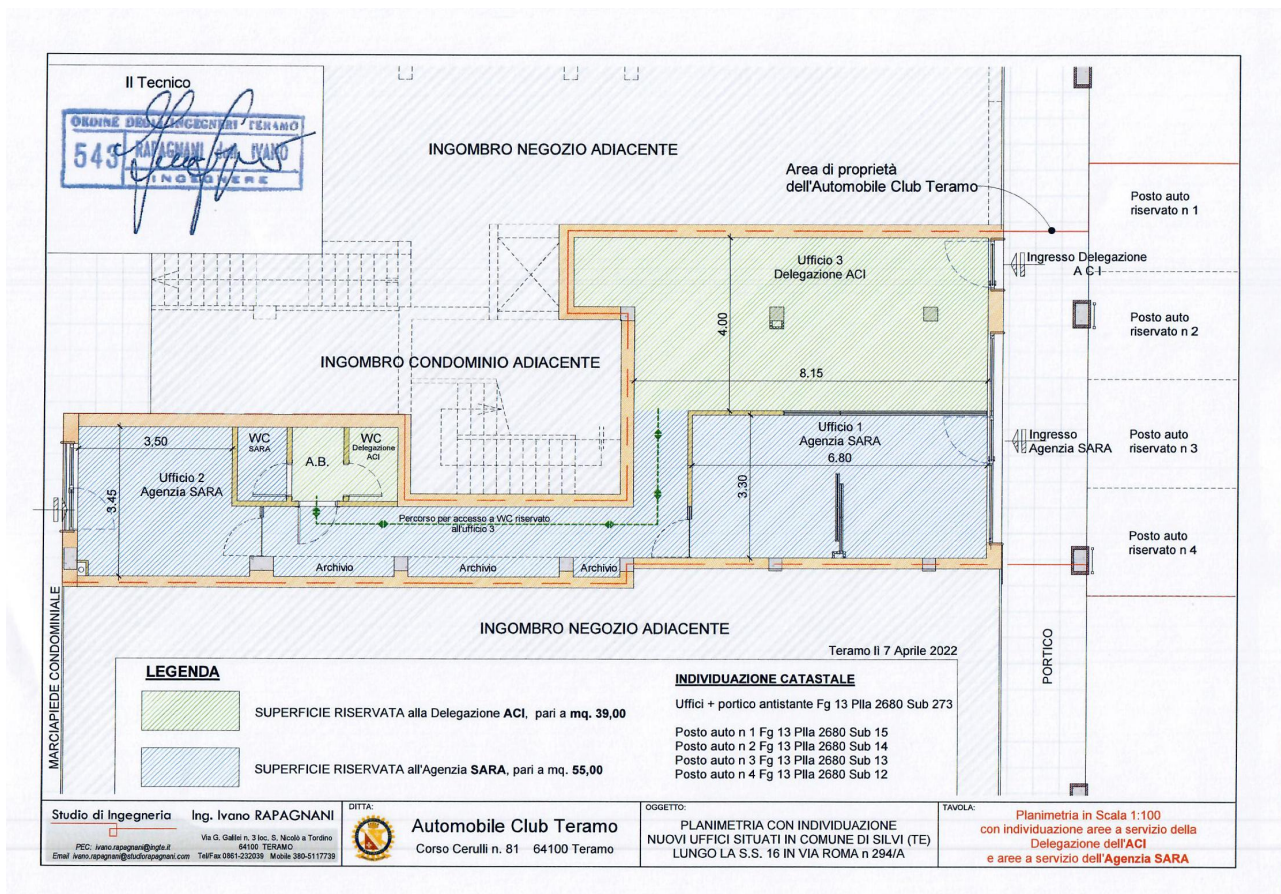 Il Tecnico
ORDINE DEGLI INGEGNERI TERAMO
543
RAPAGNANI dott. IVANO
INGEGNERE
INGOMBRO NEGOZIO ADIACENTE
Area di proprietà
dell'Automobile Club Teramo
Posto auto
riservato n 1
Ufficio 3
Delegazione ACI
Ingresso Delegazione
A C I
4.00
Posto auto
riservato n 2
INGOMBRO CONDOMINIO ADIACENTE
8.15
3,50
WC
SARA
A.B.
WC
Delegazione
ACI
Ufficio 1
Agenzia SARA
6.80
Ingresso
Agenzia SARA
Posto auto
riservato n 3
Ufficio 2
Agenzia SARA
3.45
3.30
Percorso per accesso a WC riservato
all'ufficio 3
Posto auto
riservato n 4
Archivio
Archivio
Archivio
INGOMBRO NEGOZIO ADIACENTE
MARCIAPIEDE CONDOMINIALE
PORTICO
Teramo lì 7 Aprile 2022
LEGENDA
SUPERFICIE RISERVATA alla Delegazione ACI, pari a mq. 39,00
SUPERFICIE RISERVATA all'Agenzia SARA, pari a mq. 55,00
INDIVIDUAZIONE CATASTALE
Uffici + portico antistante Fg 13 Plla 2680 Sub 273
Posto auto n 1 Fg 13 Plla 2680 Sub 15
Posto auto n 2 Fg 13 Plla 2680 Sub 14
Posto auto n 3 Fg 13 Plla 2680 Sub 13
Posto auto n 4 Fg 13 Plla 2680 Sub 12
Studio di Ingegneria Ing. Ivano RAPAGNANI
Via G. Galilei n. 3 loc. S. Nicolò a Tordino
PEC: ivano.rapagnani@ingte.it 64100 TERAMO
Email ivano.rapagnani@studiorapagnani.com Tel/Fax 0861-232039 Mobile 380-5117739
DITTA:
Automobile Club Teramo
Corso Cerulli n. 81 64100 Teramo
OGGETTO:
PLANIMETRIA CON INDIVIDUAZIONE
NUOVI UFFICI SITUATI IN COMUNE DI SILVI (TE)
LUNGO LA S.S. 16 IN VIA ROMA n 294/A
TAVOLA:
Planimetria in Scala 1:100
con individuazione aree a servizio della
Delegazione dell'ACI
e aree a servizio dell'Agenzia SARA